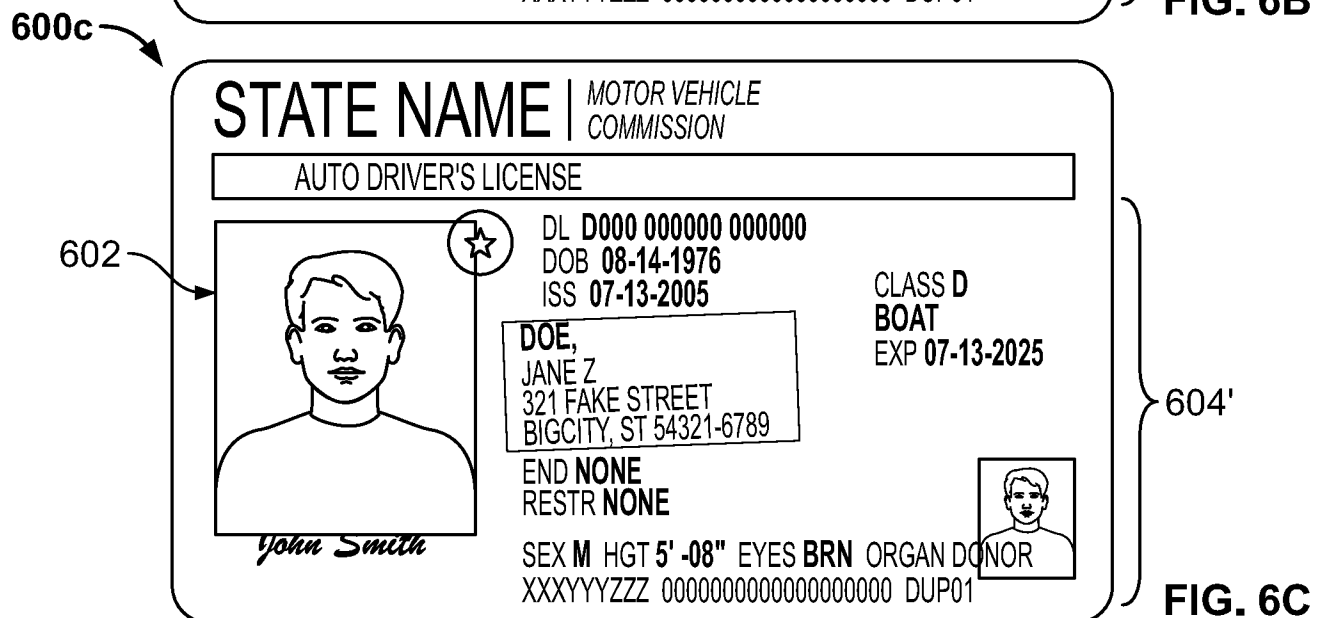 XXXYYYZZZ 0000000000000000000 DUP01
FIG. 6B
600c
STATE NAME
MOTOR VEHICLE
COMMISSION
AUTO DRIVER'S LICENSE
602
DL D000 000000 000000
DOB 08-14-1976
ISS 07-13-2005
CLASS D
BOAT
EXP 07-13-2025
DOE,
JANE Z
321 FAKE STREET
BIGCITY, ST 54321-6789
604'
END NONE
RESTR NONE
John Smith
SEX M HGT 5' -08" EYES BRN ORGAN DONOR
XXXYYYZZZ 0000000000000000000 DUP01
FIG. 6C